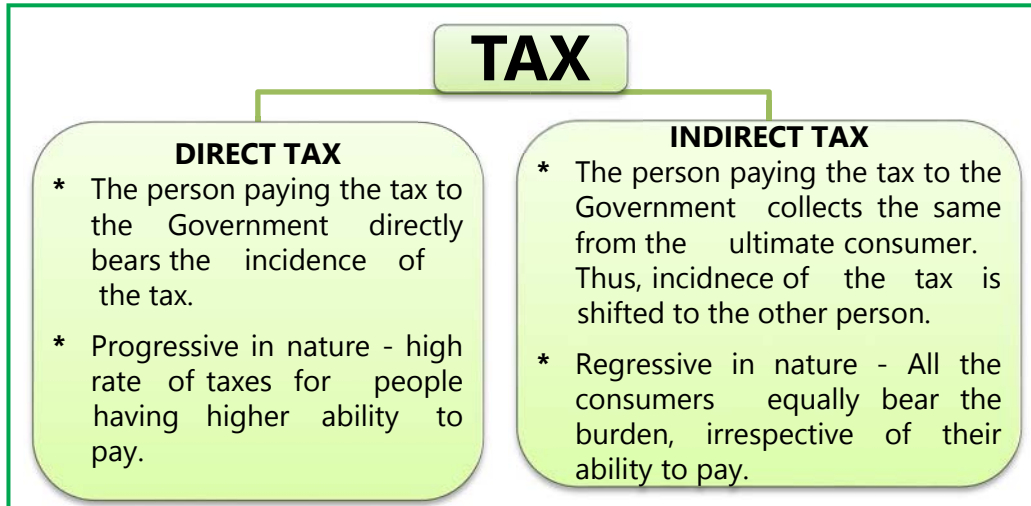 TAX
DIRECT TAX
* The person paying the tax to
the Government directly
bears the incidence of
the tax.
* Progressive in nature - high
rate of taxes for people
having higher ability to
pay.
INDIRECT TAX
* The person paying the tax to the
Government collects the same
from the ultimate consumer.
Thus, incidnece of the tax is
shifted to the other person.
* Regressive in nature - All the
consumers equally bear the
burden, irrespective of their
ability to pay.